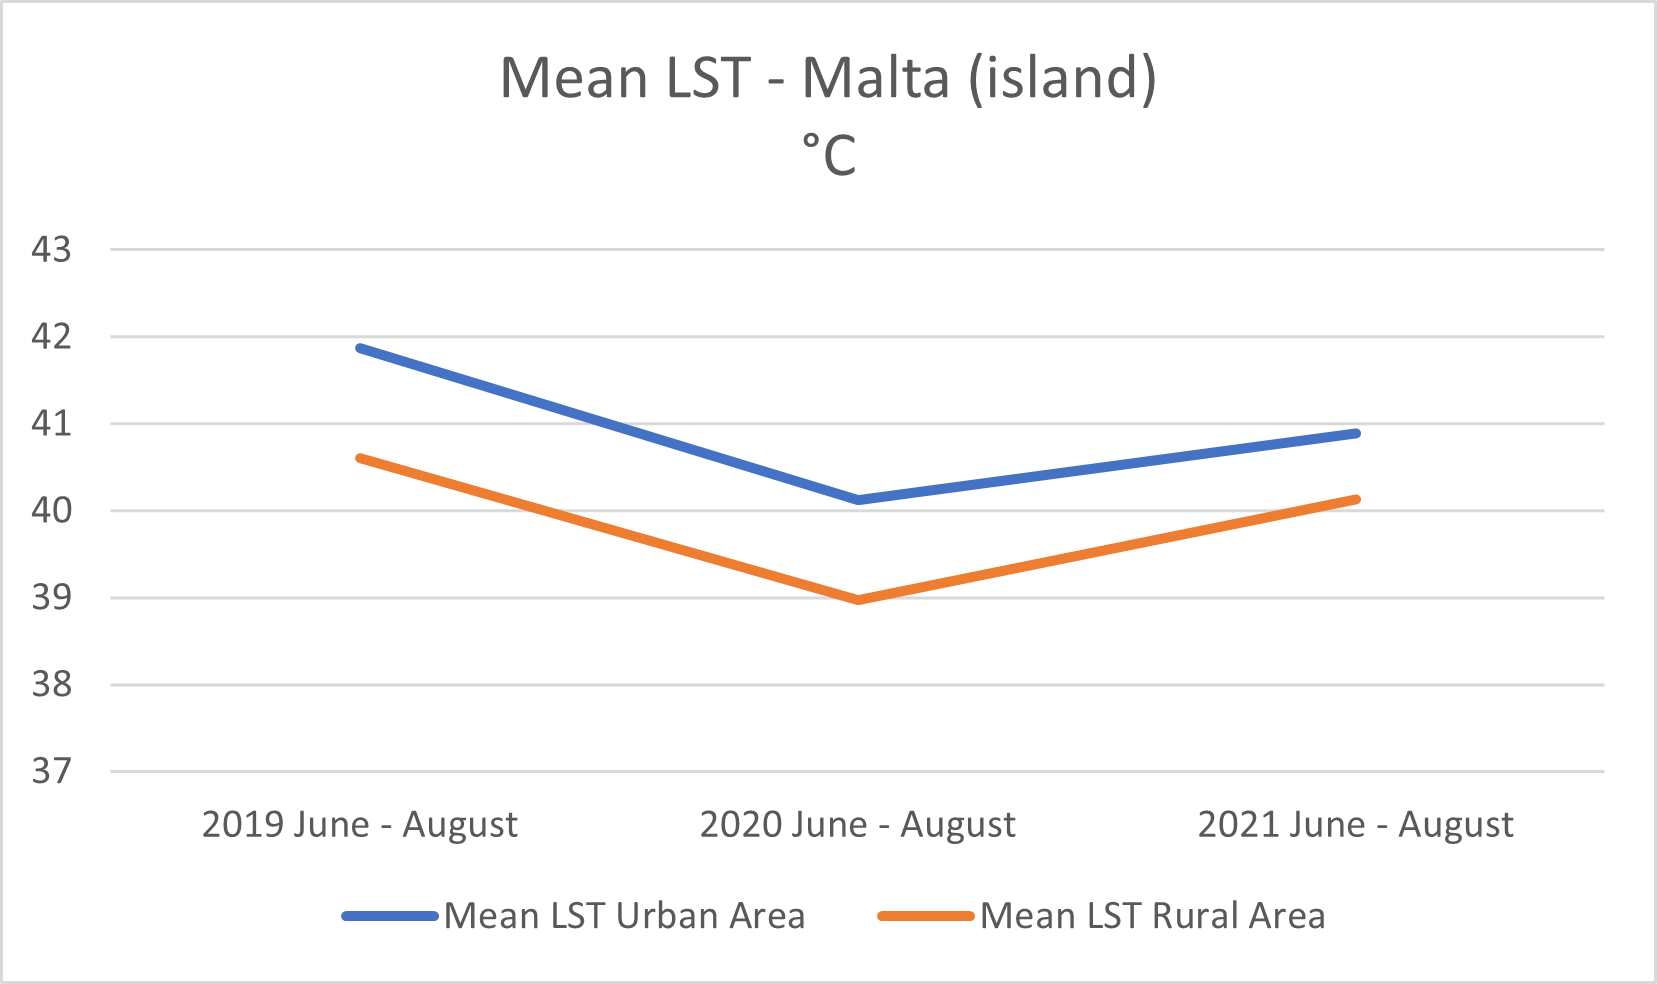 Mean LST - Malta (island)
°C
43
42
41
40
39
38
37
2019 June - August 2020 June - August 2021 June - August
Mean LST Urban Area Mean LST Rural Area